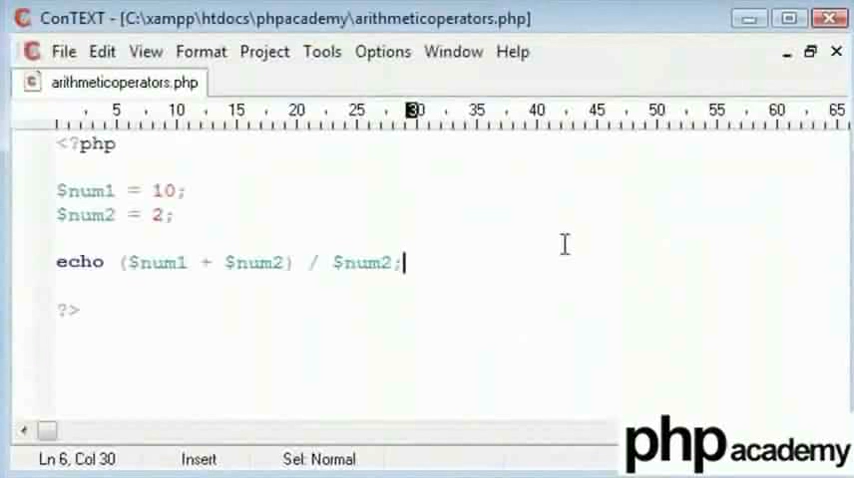 ConTEXT - [C:\xampp\htdocs\phpacademy\arithmeticoperators.php]
File Edit View Format Project Tools Options Window Help
arithmeticoperators.php
5 10 15 20 25 30 35 40 45 50 55 60 65
<?php
$num1 = 10;
$num2 = 2;
echo ($num1 + $num2) / $num2;
?>
Ln 6, Col 30 Insert Sel: Normal
php academy